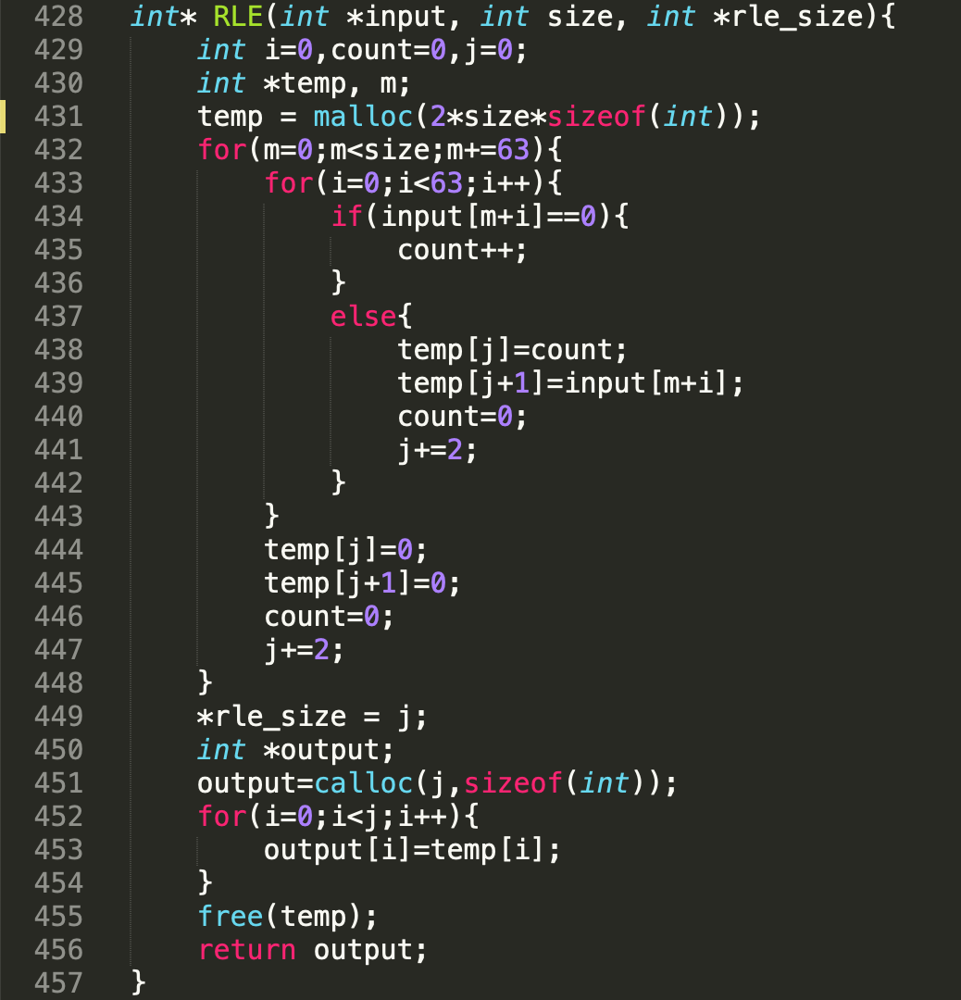 428 int* RLE(int *input, int size, int *rle_size){
429     int i=0,count=0,j=0;
430     int *temp, m;
431     temp = malloc(2*size*sizeof(int));
432     for(m=0;m<size;m+=63){
433         for(i=0;i<63;i++){
434             if(input[m+i]==0){
435                 count++;
436             }
437             else{
438                 temp[j]=count;
439                 temp[j+1]=input[m+i];
440                 count=0;
441                 j+=2;
442             }
443         }
444         temp[j]=0;
445         temp[j+1]=0;
446         count=0;
447         j+=2;
448     }
449     *rle_size = j;
450     int *output;
451     output=calloc(j,sizeof(int));
452     for(i=0;i<j;i++){
453         output[i]=temp[i];
454     }
455     free(temp);
456     return output;
457 }